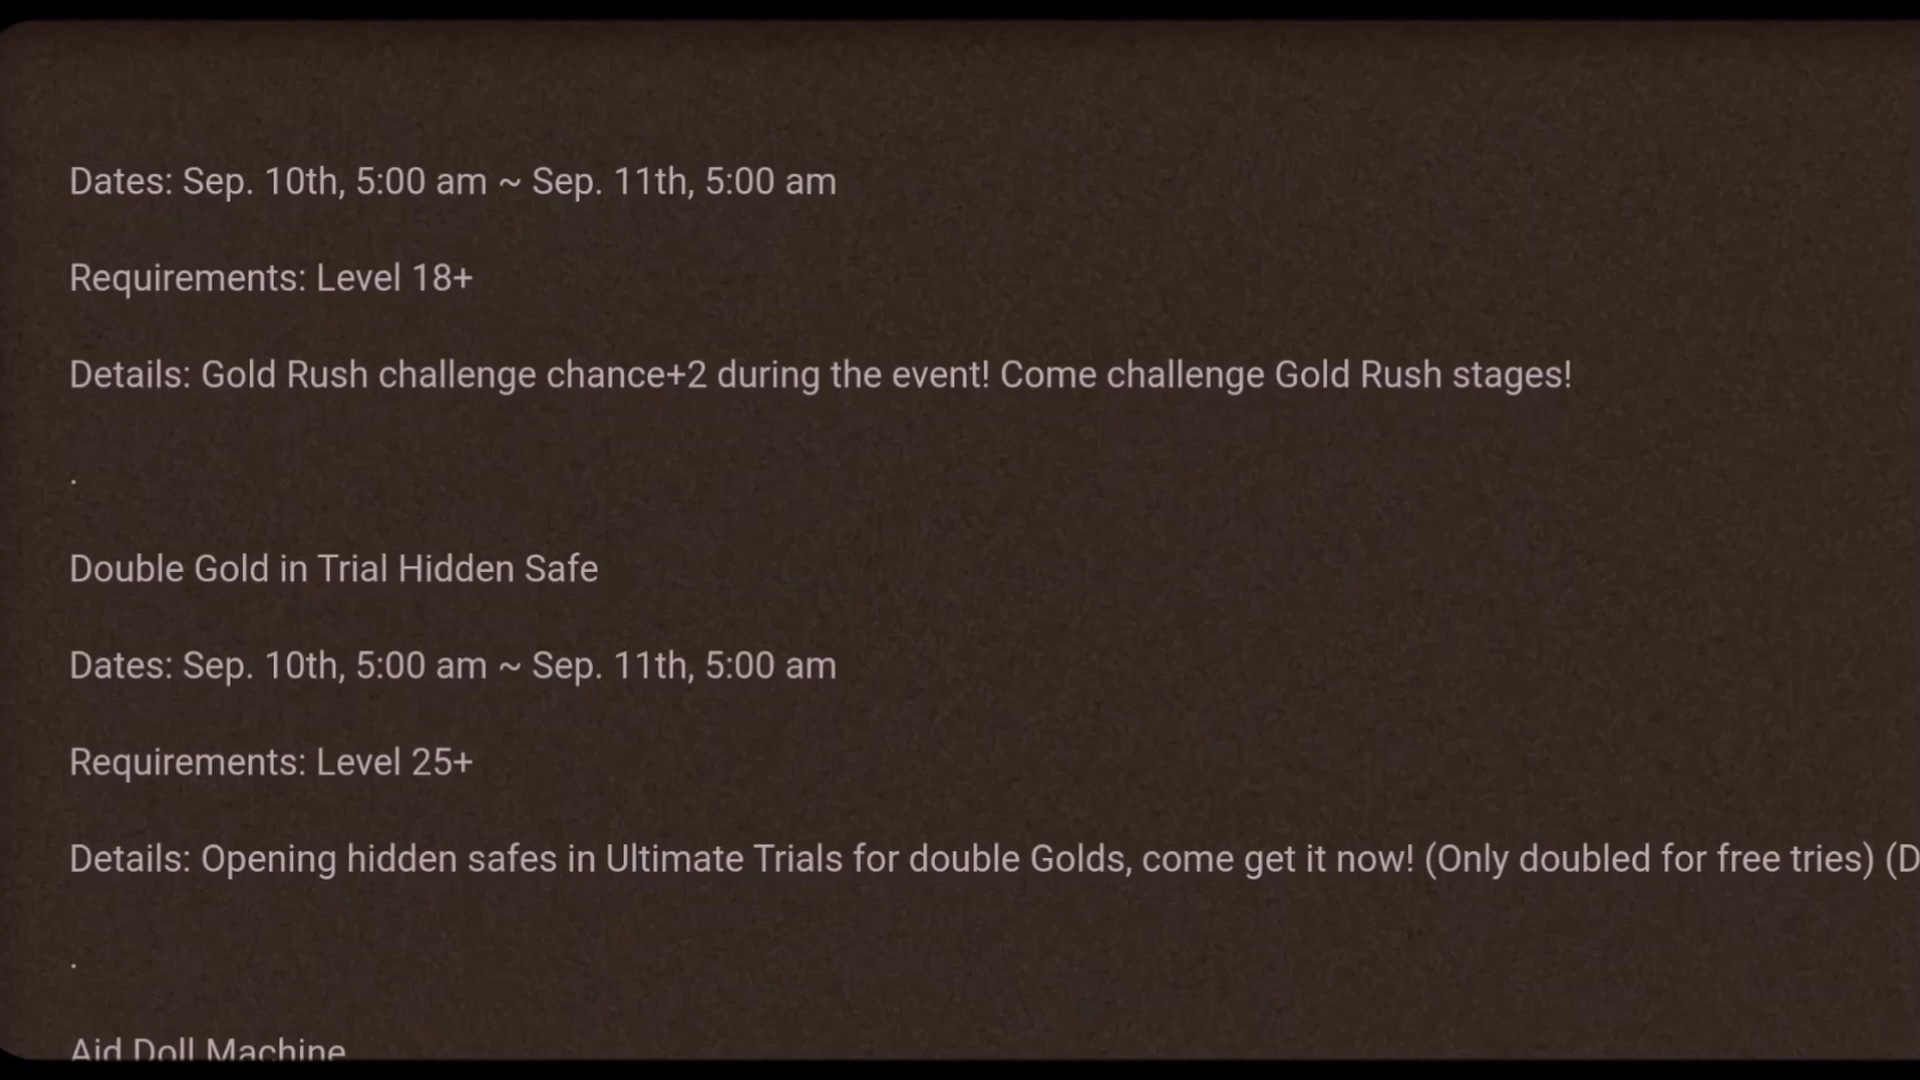 Dates: Sep. 10th, 5:00 am ~ Sep. 11th, 5:00 am
Requirements: Level 18+
Details: Gold Rush challenge chance+2 during the event! Come challenge Gold Rush stages!
.
Double Gold in Trial Hidden Safe
Dates: Sep. 10th, 5:00 am ~ Sep. 11th, 5:00 am
Requirements: Level 25+
Details: Opening hidden safes in Ultimate Trials for double Golds, come get it now! (Only doubled for free tries) (D
.
Aid Doll Machine